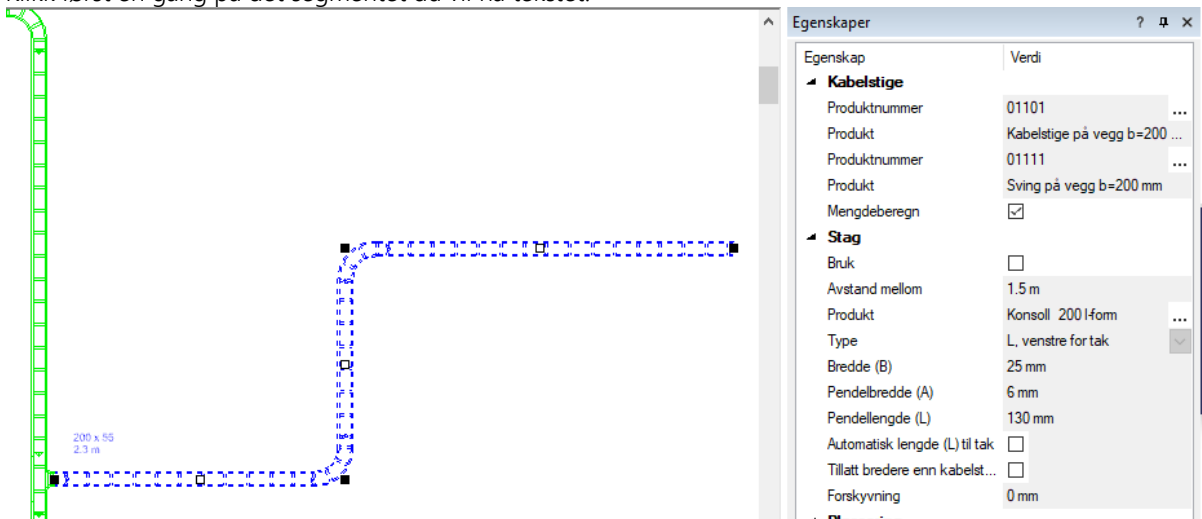 Klikk først en gang på det segmentet du vil ha tekstet.
Egenskaper
Egenskap Verdi
Kabelstige
Produktnummer 01101 ...
Produkt Kabelstige på vegg b=200 ...
Produktnummer 01111 ...
Produkt Sving på vegg b=200 mm
Mengdeberegn
Stag
Bruk
Avstand mellom 1.5 m
Produkt Konsoll 200 l-form ...
Type L, venstre for tak
Bredde (B) 25 mm
Pendelbredde (A) 6 mm
Pendellengde (L) 130 mm
Automatisk lengde (L) til tak
Tillatt bredere enn kabelst...
Forskyvning 0 mm
200 x 55
2.3 m